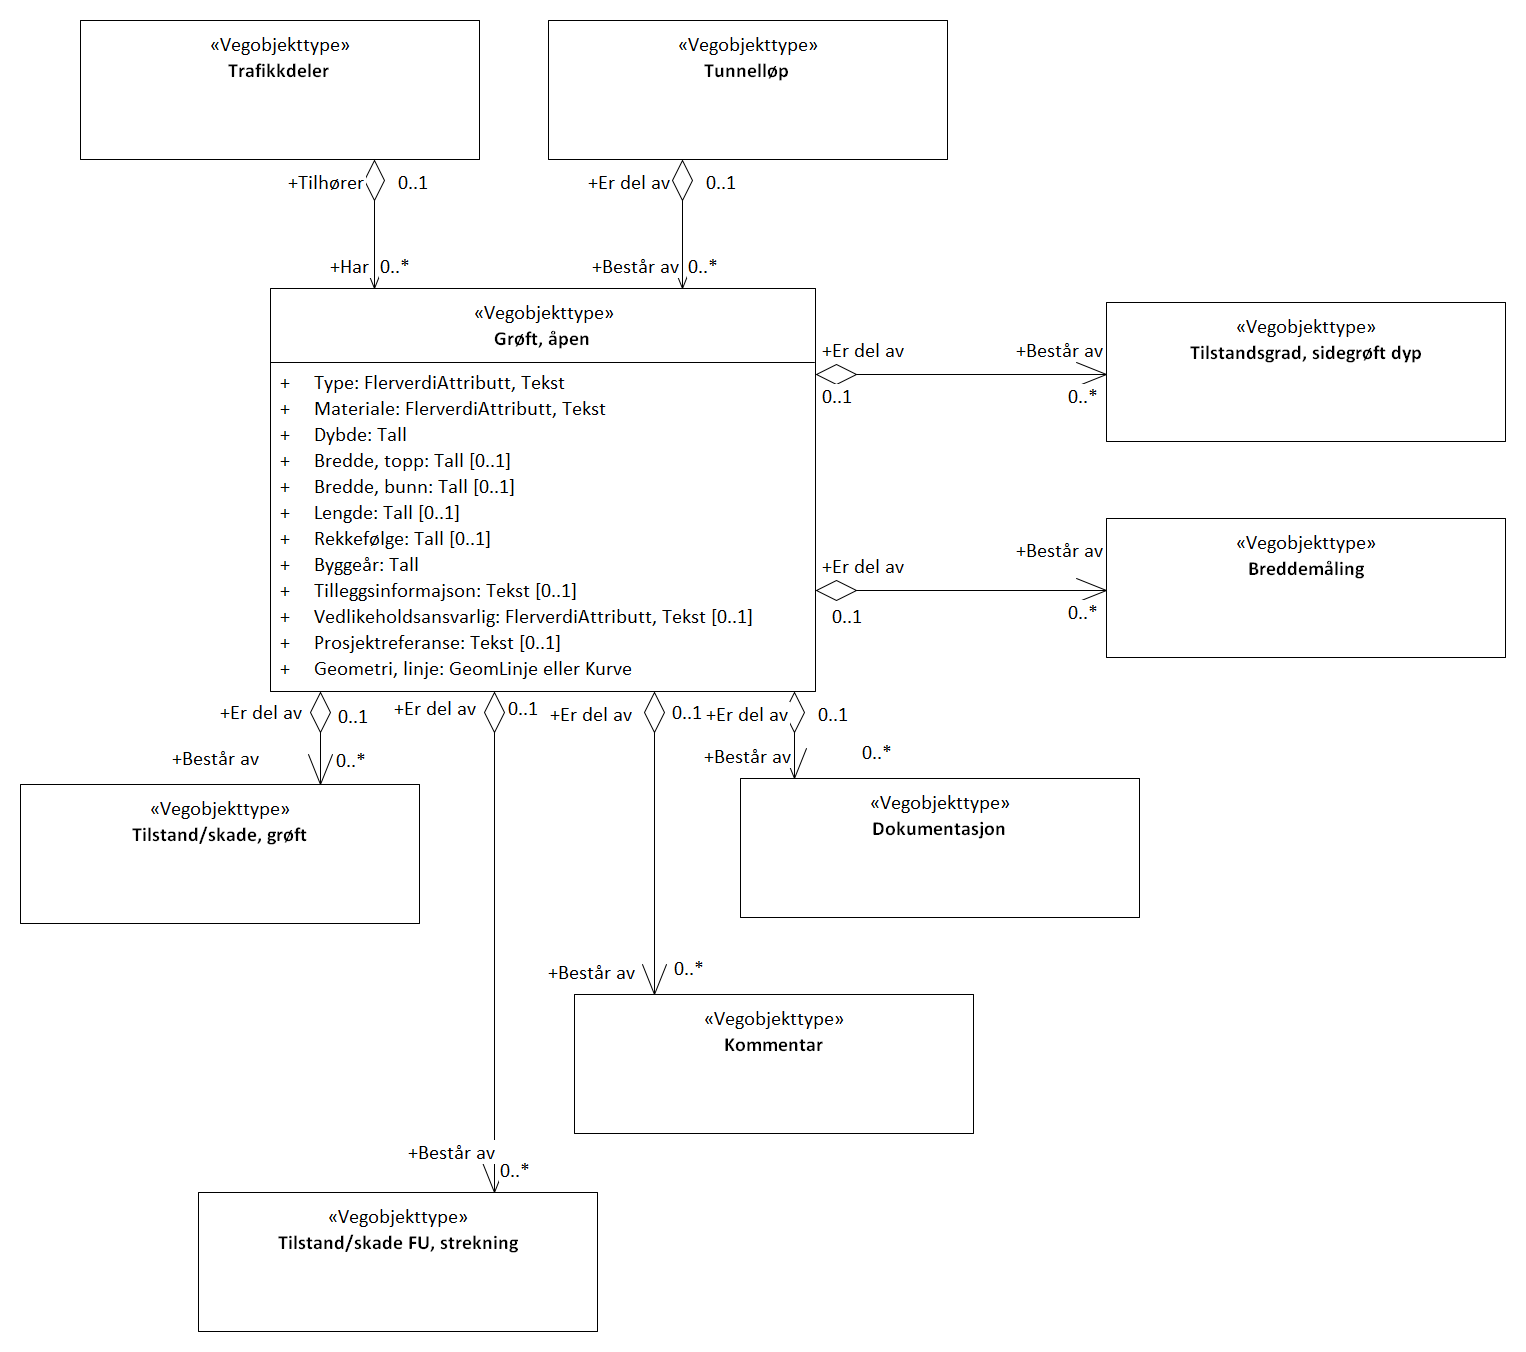 «Vegobjekttype»
Trafikkdeler
«Vegobjekttype»
Tunnelløp
+Tilhører
0..1
+Er del av
0..1
+Har
0..*
+Består av
0..*
«Vegobjekttype»
Grøft, åpen
+ Type: FlerverdiAttributt, Tekst
+ Materiale: FlerverdiAttributt, Tekst
+ Dybde: Tall
+ Bredde, topp: Tall [0..1]
+ Bredde, bunn: Tall [0..1]
+ Lengde: Tall [0..1]
+ Rekkefølge: Tall [0..1]
+ Byggeår: Tall
+ Tilleggsinformajson: Tekst [0..1]
+ Vedlikeholdsansvarlig: FlerverdiAttributt, Tekst [0..1]
+ Prosjektreferanse: Tekst [0..1]
+ Geometri, linje: GeomLinje eller Kurve
+Er del av
+Består av
0..1
0..*
«Vegobjekttype»
Tilstandsgrad, sidegrøft dyp
+Er del av
+Består av
0..1
0..*
«Vegobjekttype»
Breddemåling
+Er del av
0..1
+Er del av
0..1
+Er del av
0..1
+Er del av
0..1
+Består av
0..*
+Består av
0..*
«Vegobjekttype»
Tilstand/skade, grøft
«Vegobjekttype»
Dokumentasjon
+Består av
0..*
«Vegobjekttype»
Kommentar
+Består av
0..*
«Vegobjekttype»
Tilstand/skade FU, strekning